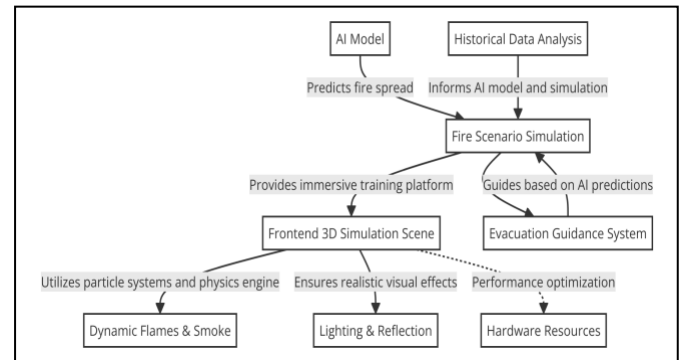 AI Model
Historical Data Analysis
Predicts fire spread
Informs AI model and simulation
Fire Scenario Simulation
Provides immersive training platform
Guides based on AI predictions
Frontend 3D Simulation Scene
Evacuation Guidance System
Utilizes particle systems and physics engine
Ensures realistic visual effects
Performance optimization
Dynamic Flames & Smoke
Lighting & Reflection
Hardware Resources